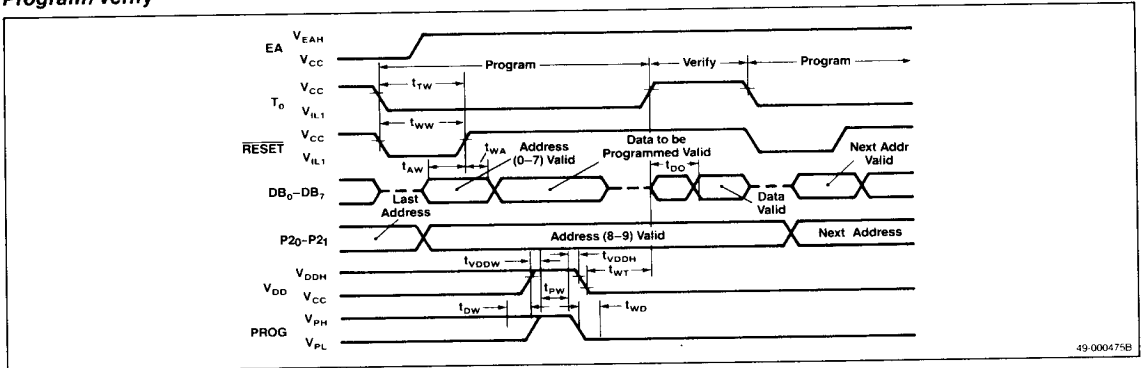 Program/Verify
EA
V_EAH
V_CC
Program
Verify
Program
T_0
V_CC
V_IL1
t_TW
t_WW
RESET
V_CC
V_IL1
t_AW
t_WA
Address
(0–7) Valid
Data to be
Programmed Valid
t_DO
Next Addr
Valid
DB_0–DB_7
Last
Address
Data
Valid
P2_0–P2_1
Address (8–9) Valid
Next Address
t_VDDW
t_VDDH
V_DD
V_DDH
V_CC
t_WT
t_PW
t_DW
t_WD
PROG
V_PH
V_PL
49-000475B